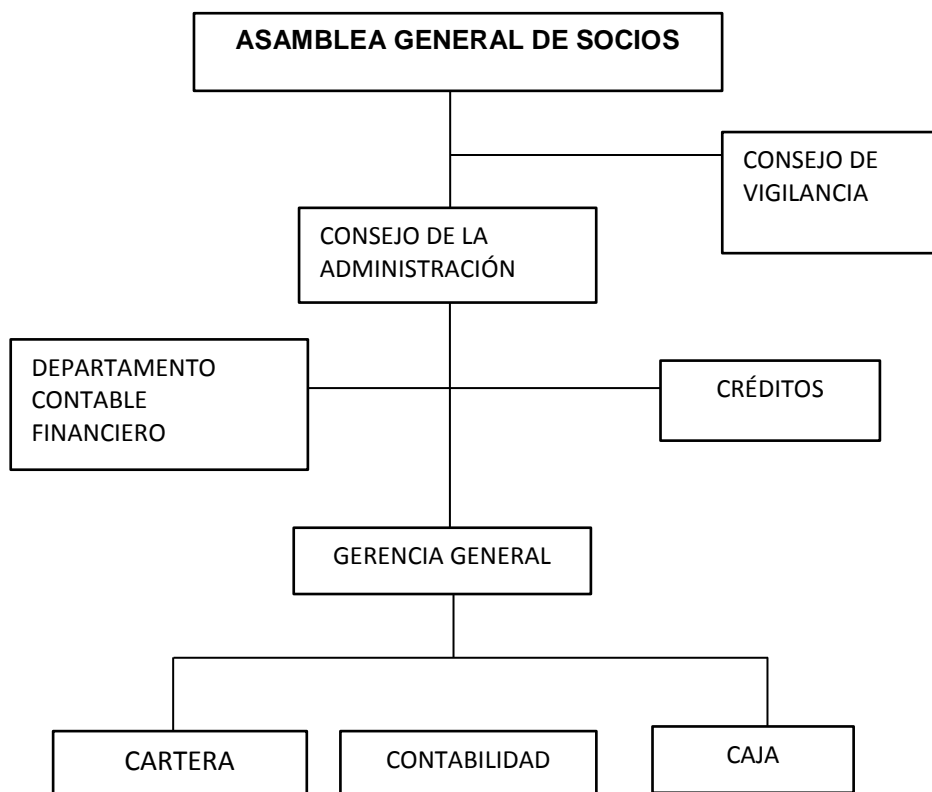 ASAMBLEA GENERAL DE SOCIOS
CONSEJO DE
VIGILANCIA
CONSEJO DE LA
ADMINISTRACIÓN
DEPARTAMENTO
CONTABLE
FINANCIERO
CRÉDITOS
GERENCIA GENERAL
CARTERA
CONTABILIDAD
CAJA